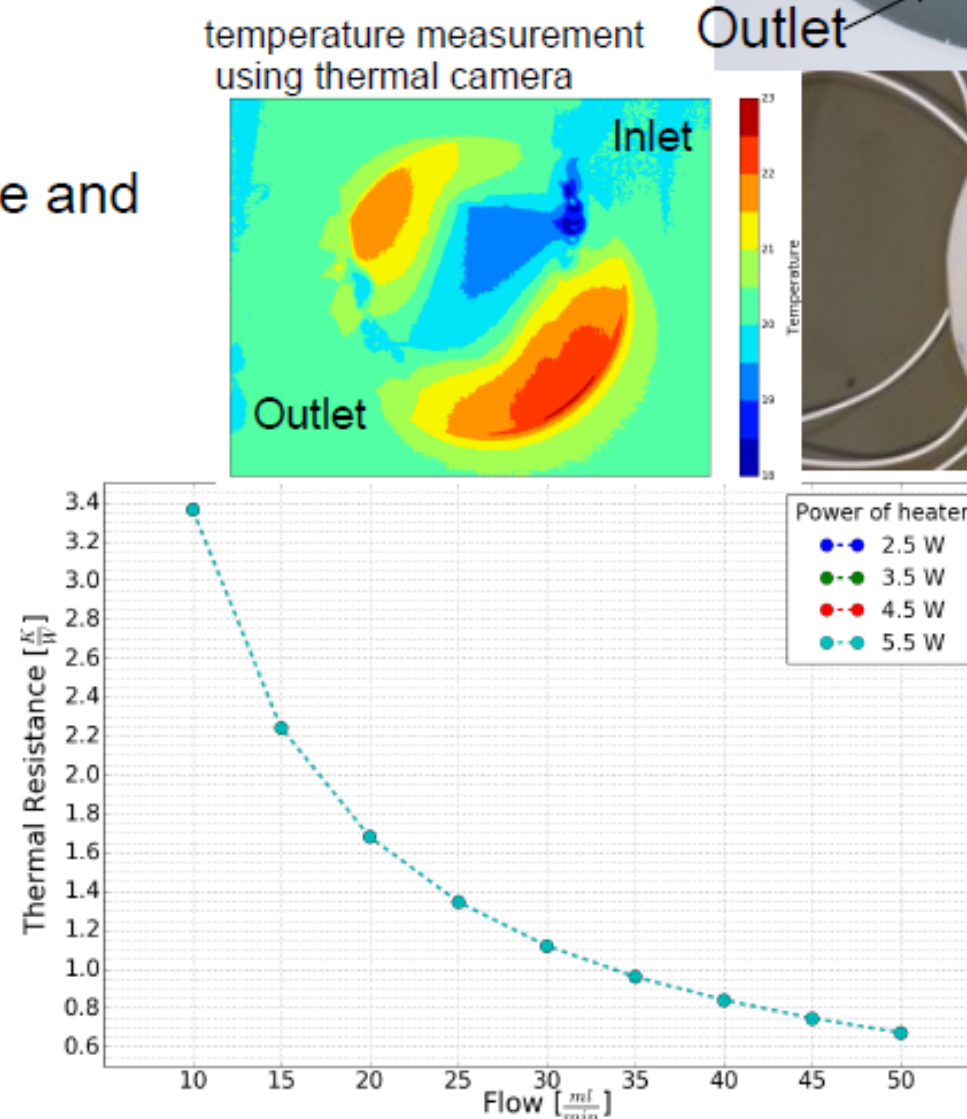 Outlet
temperature measurement
using thermal camera
e and
Inlet
Outlet
23
22
21
20
19
18
Temperature
3.4
3.2
3.0
2.8
2.6
2.4
2.2
2.0
1.8
1.6
1.4
1.2
1.0
0.8
0.6
Thermal Resistance [K/W]
Power of heater
2.5 W
3.5 W
4.5 W
5.5 W
10 15 20 25 30 35 40 45 50
Flow [ml/min]